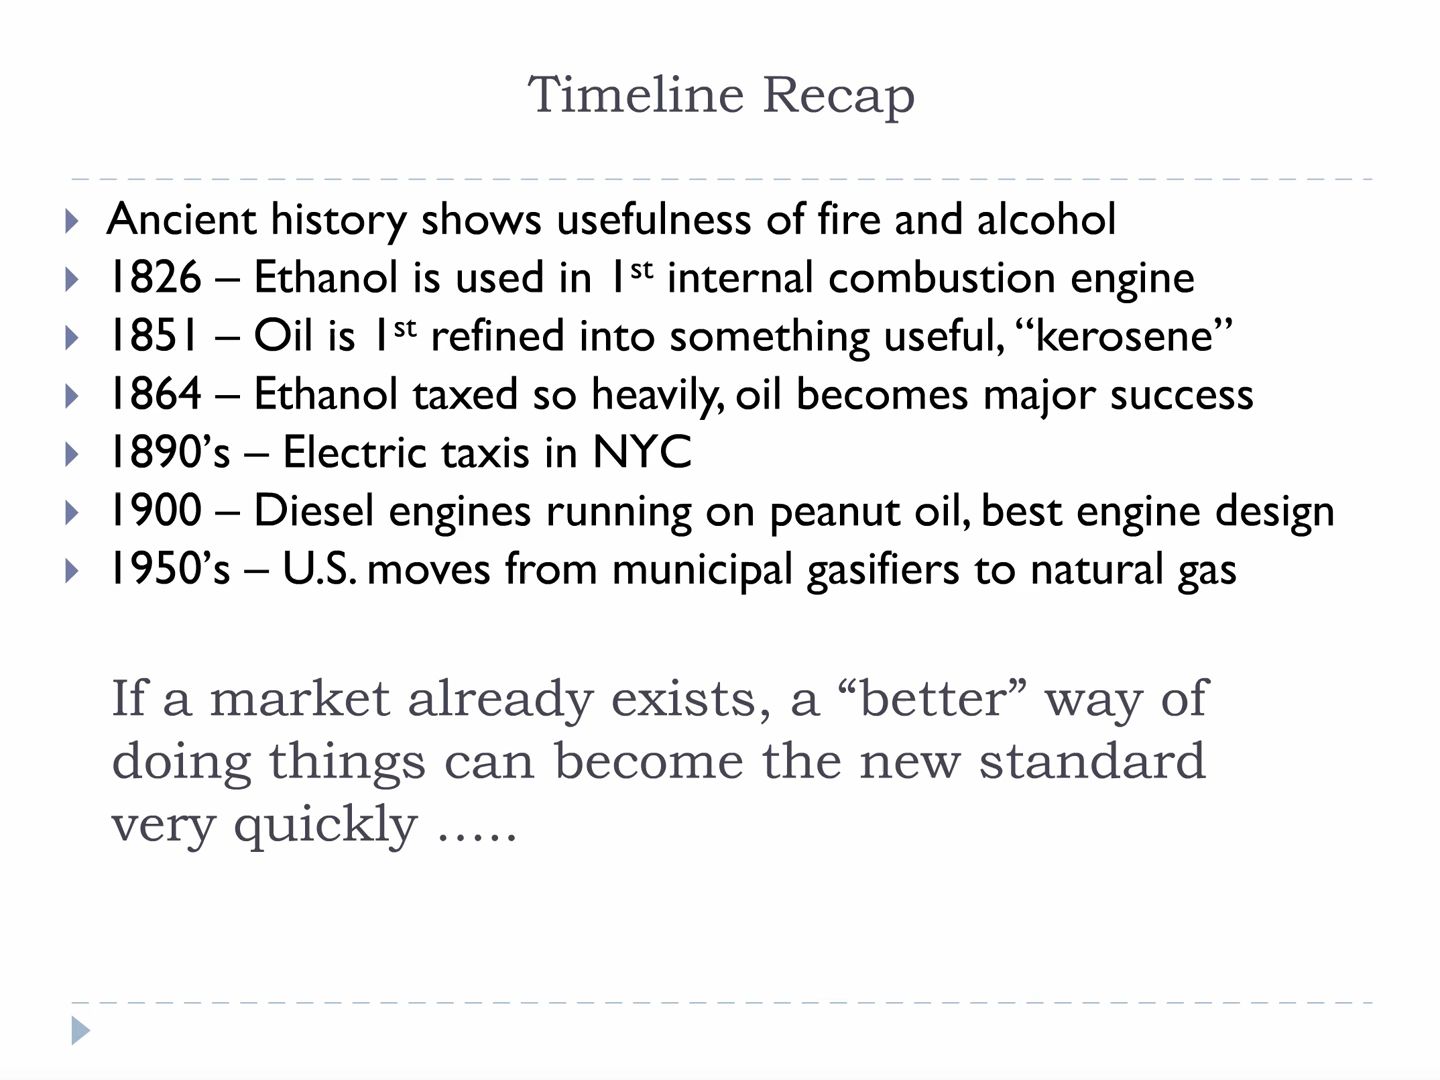 Timeline Recap
Ancient history shows usefulness of fire and alcohol
1826 – Ethanol is used in 1st internal combustion engine
1851 – Oil is 1st refined into something useful, “kerosene”
1864 – Ethanol taxed so heavily, oil becomes major success
1890’s – Electric taxis in NYC
1900 – Diesel engines running on peanut oil, best engine design
1950’s – U.S. moves from municipal gasifiers to natural gas
If a market already exists, a “better” way of
doing things can become the new standard
very quickly …..